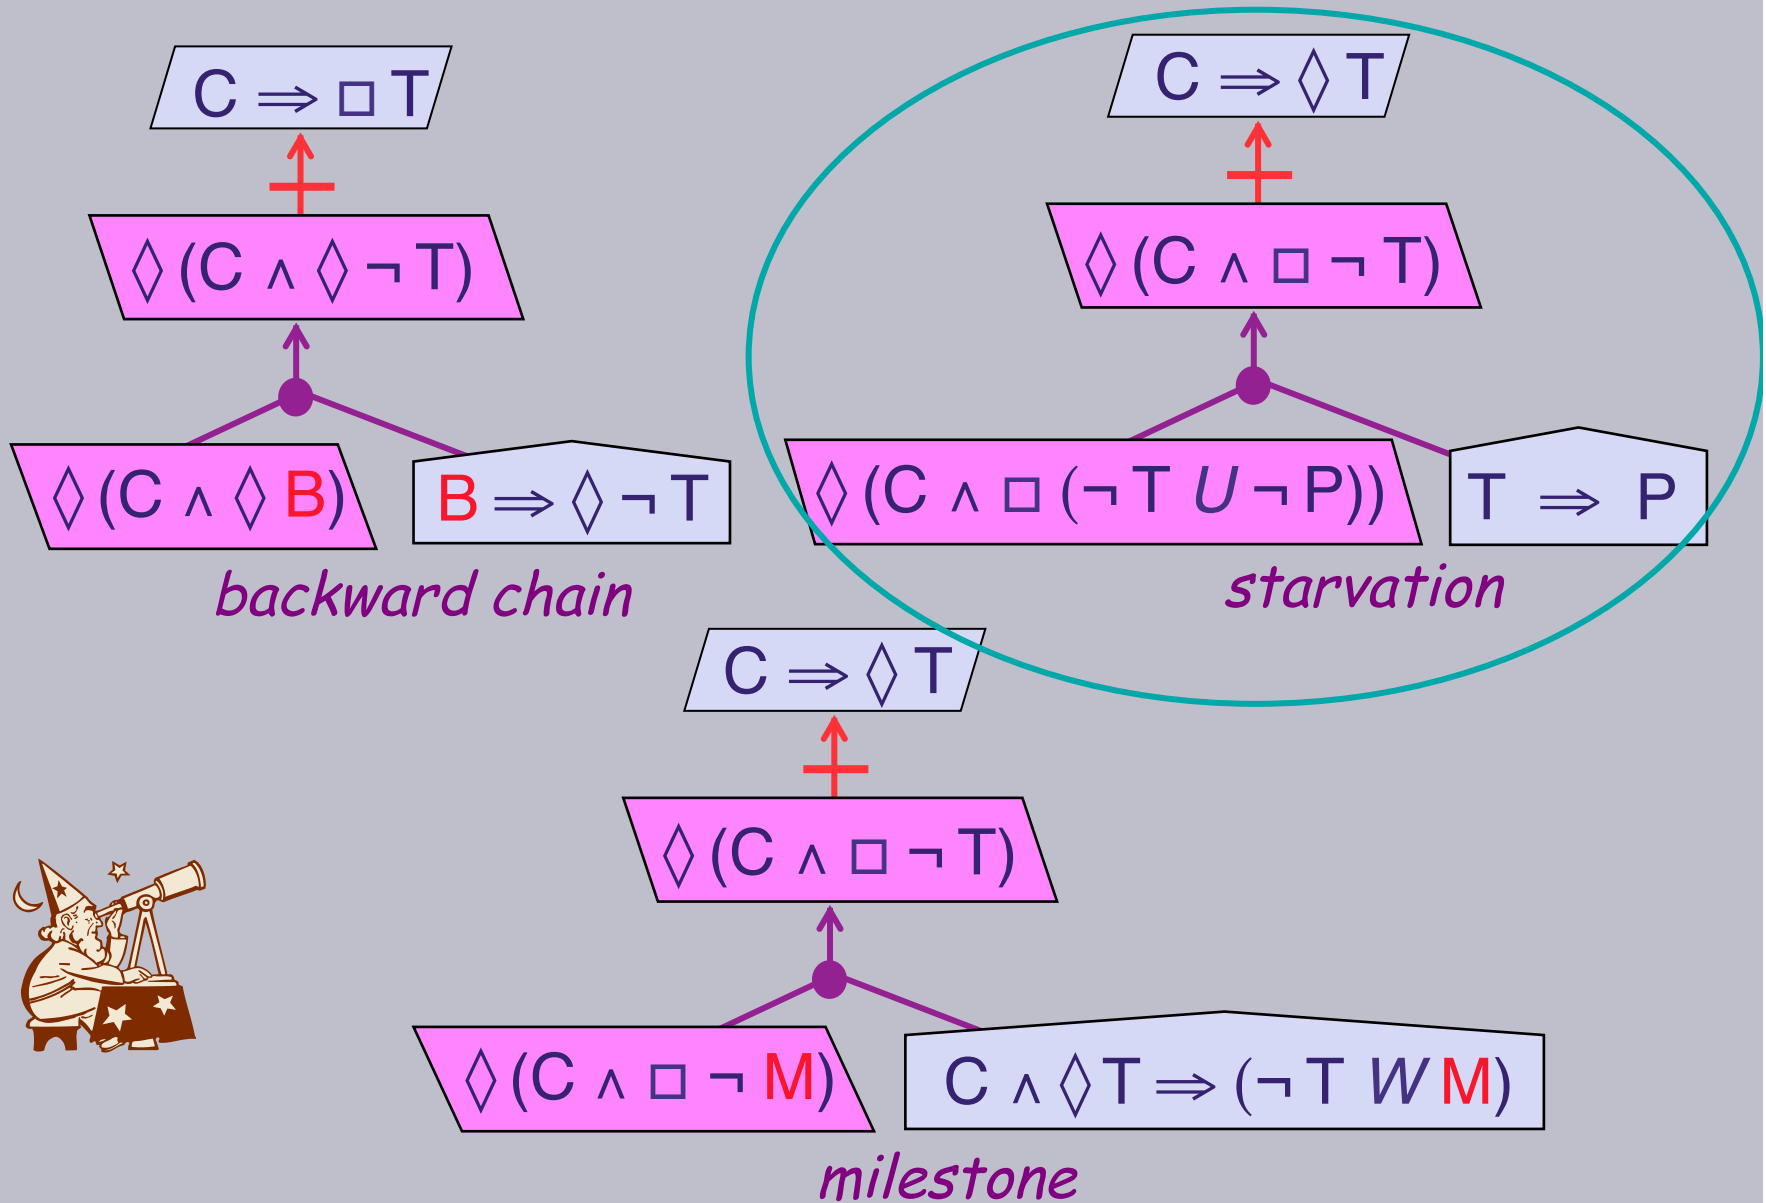 C ⇒ □ T
◊ (C ∧ ◊ ¬ T)
◊ (C ∧ ◊ B)
B ⇒ ◊ ¬ T
backward chain
C ⇒ ◊ T
◊ (C ∧ □ ¬ T)
◊ (C ∧ □ (¬ T U ¬ P))
T ⇒ P
starvation
C ⇒ ◊ T
◊ (C ∧ □ ¬ T)
◊ (C ∧ □ ¬ M)
C ∧ ◊ T ⇒ (¬ T W M)
milestone